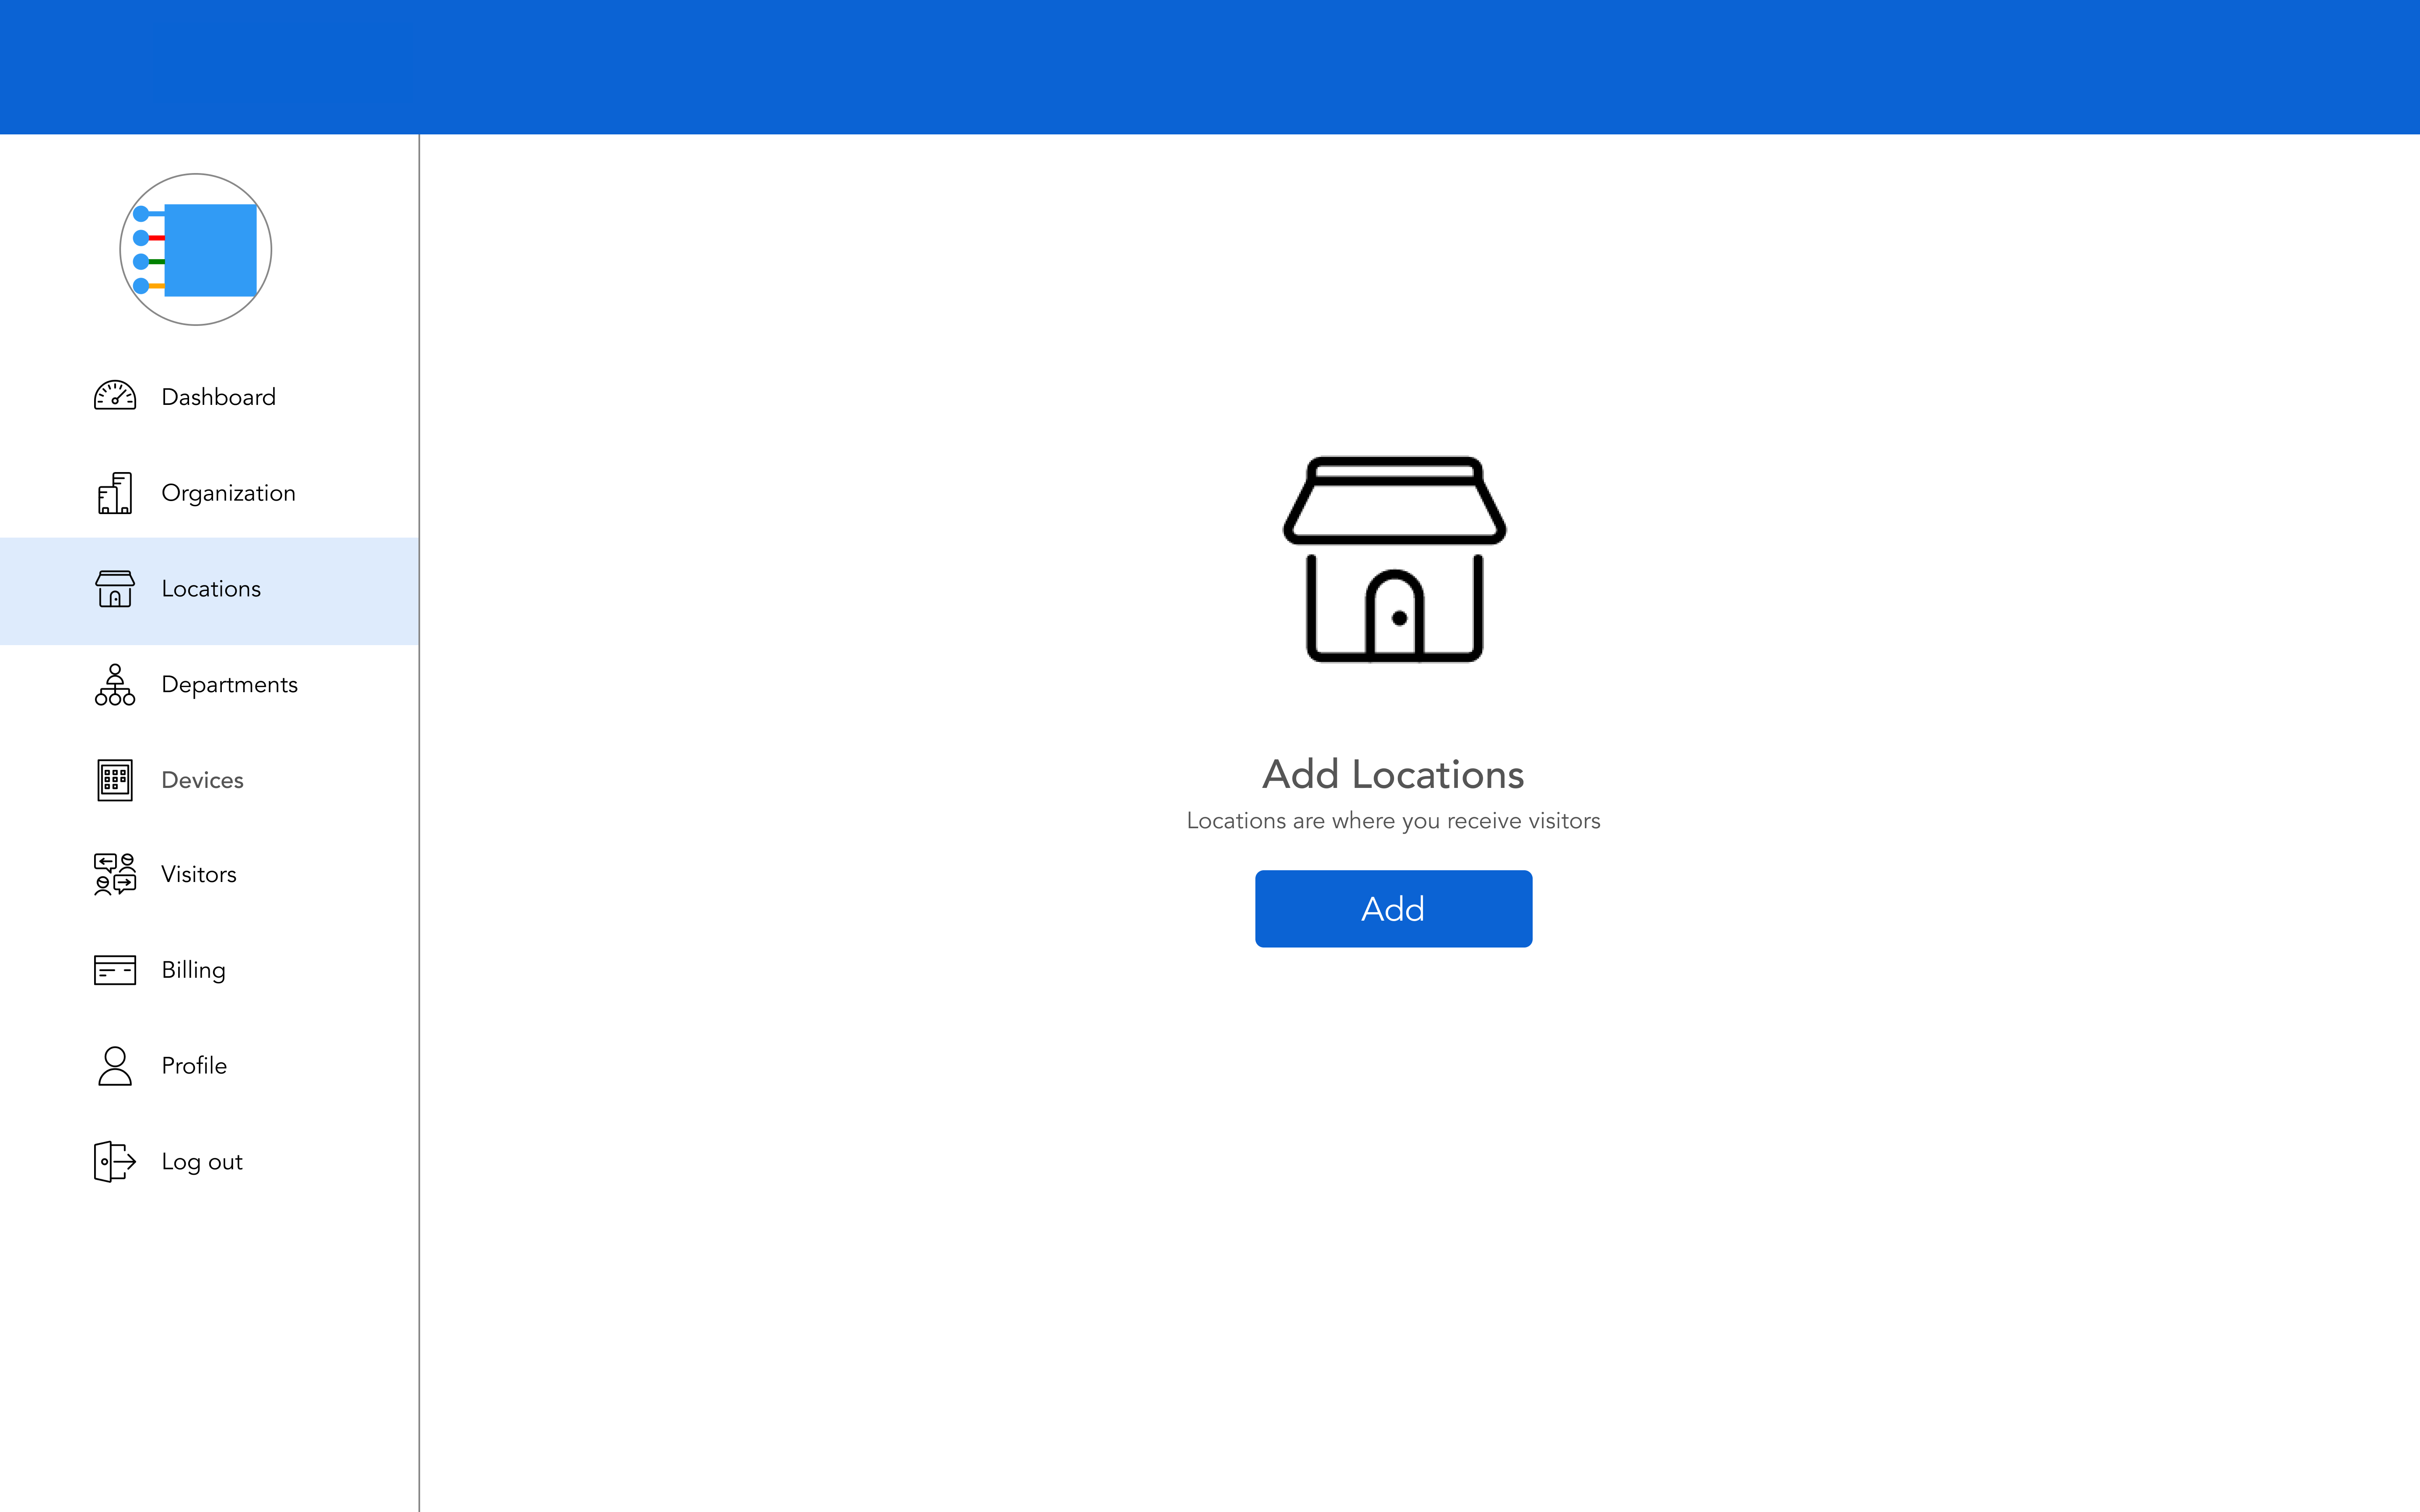 Dashboard
Organization
Locations
Departments
Devices
Visitors
Billing
Profile
Log out
Add Locations
Locations are where you receive visitors
Add